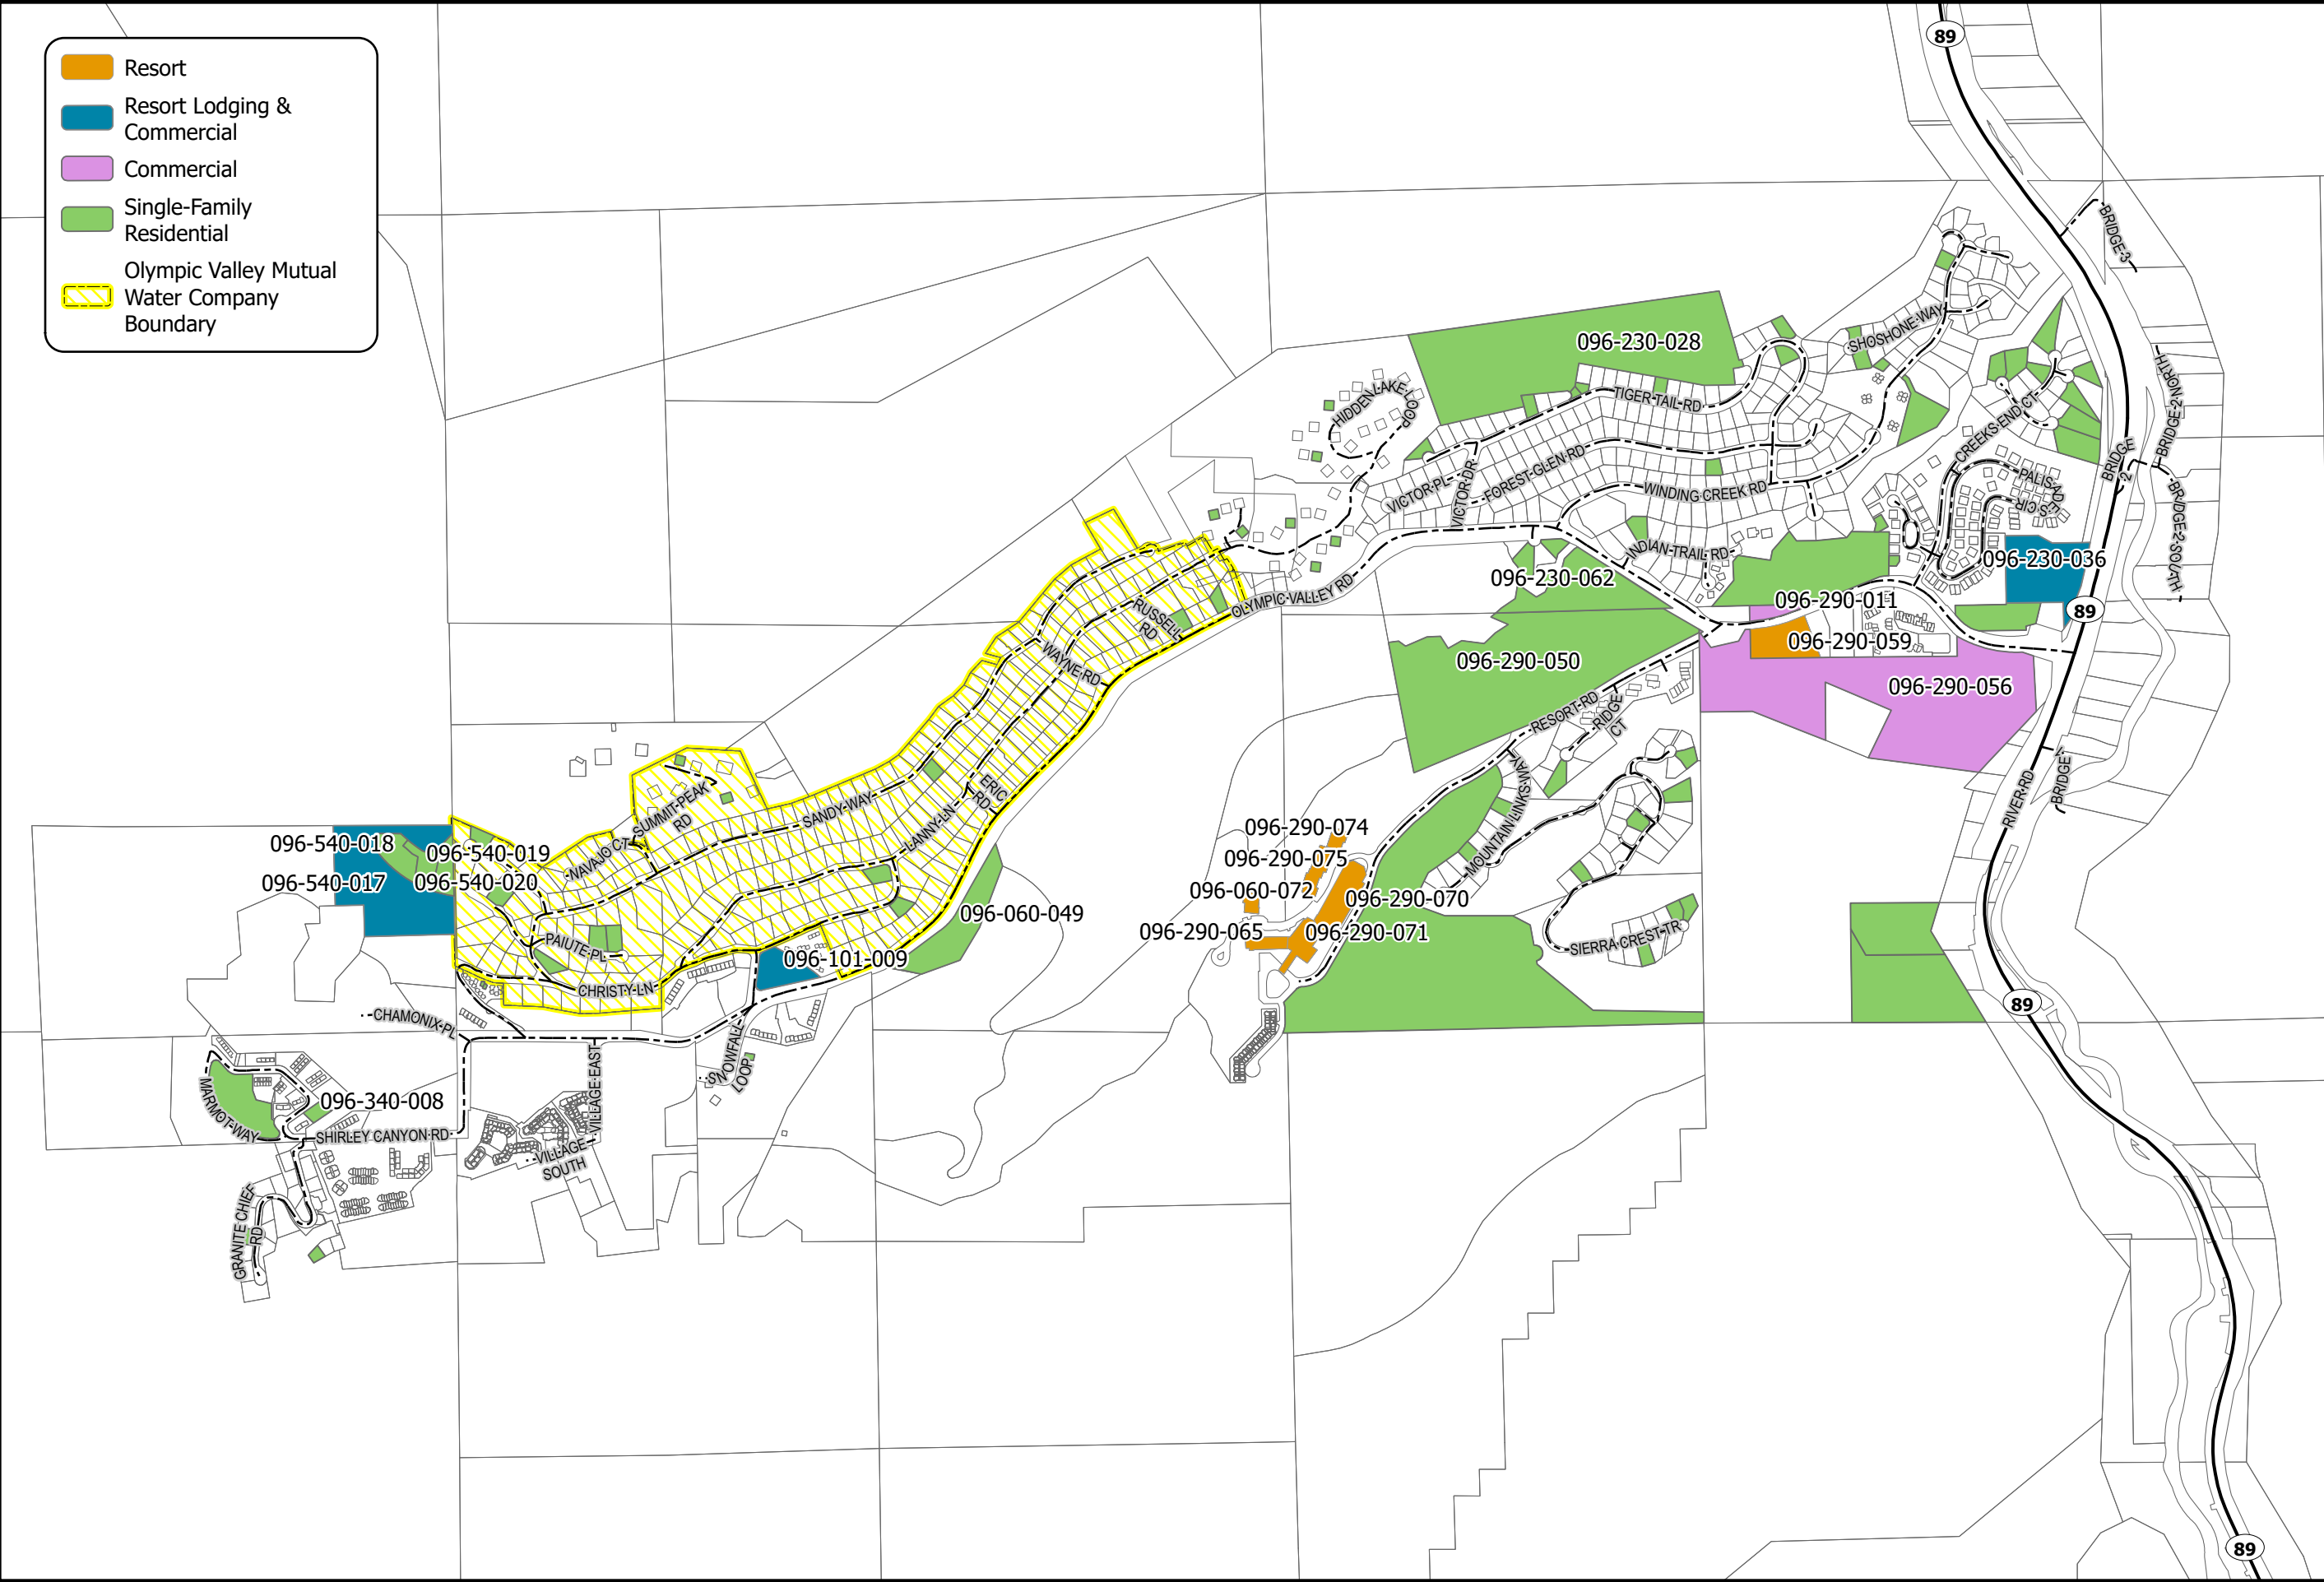 Resort
Resort Lodging &
Commercial
Commercial
Single-Family
Residential
Olympic Valley Mutual
Water Company
Boundary
89
BRIDGE-3
SHOSHONE WAY
096-230-028
BRIDGE-2-NORTH
HIDDEN LAKE LOOP
TIGER TAIL RD
CREEKS END CT
BRIDGE
2
FOREST GLEN RD
VICTOR PL
VICTOR DR
WINDING CREEK RD
PALISADES CIR
BRIDGE-2-SOUTH
INDIAN TRAIL RD
096-230-036
096-230-062
OLYMPIC VALLEY RD
096-290-011
89
RUSSELL
RD
096-290-059
WAYNE RD
096-290-050
096-290-056
RESORT RD
RIDGE
CT
MOUNTAIN LINKS WAY
RIVER RD
BRIDGE-1
ERIC
RD
SUMMIT PEAK
RD
SANDY WAY
LANNY LN
NAVAJO CT
096-540-018
096-540-019
096-540-017
096-540-020
096-290-074
096-290-075
096-060-072
096-290-070
096-290-065
096-290-071
096-060-049
SIERRA CREST TR
PAIUTE PL
096-101-009
CHRISTY LN
89
CHAMONIX PL
SNOWFALL
LOOP
VILLAGE EAST
MARMOT WAY
096-340-008
SHIRLEY CANYON RD
VILLAGE
SOUTH
GRANITE CHIEF
RD
89